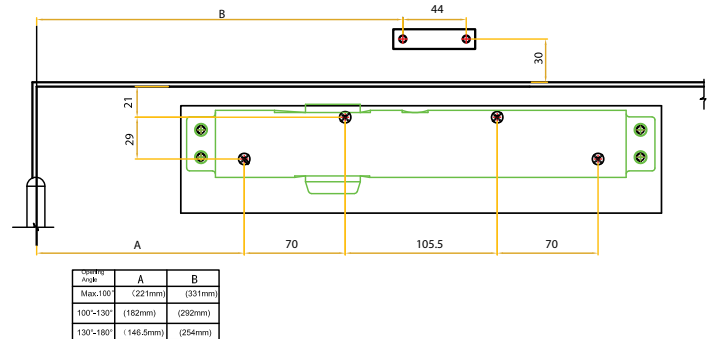 B
44
30
21
29
A
70
105.5
70
Opening Angle A B
Max.100° (221mm) (331mm)
100°-130° (182mm) (292mm)
130°-180° (146.5mm) (254mm)